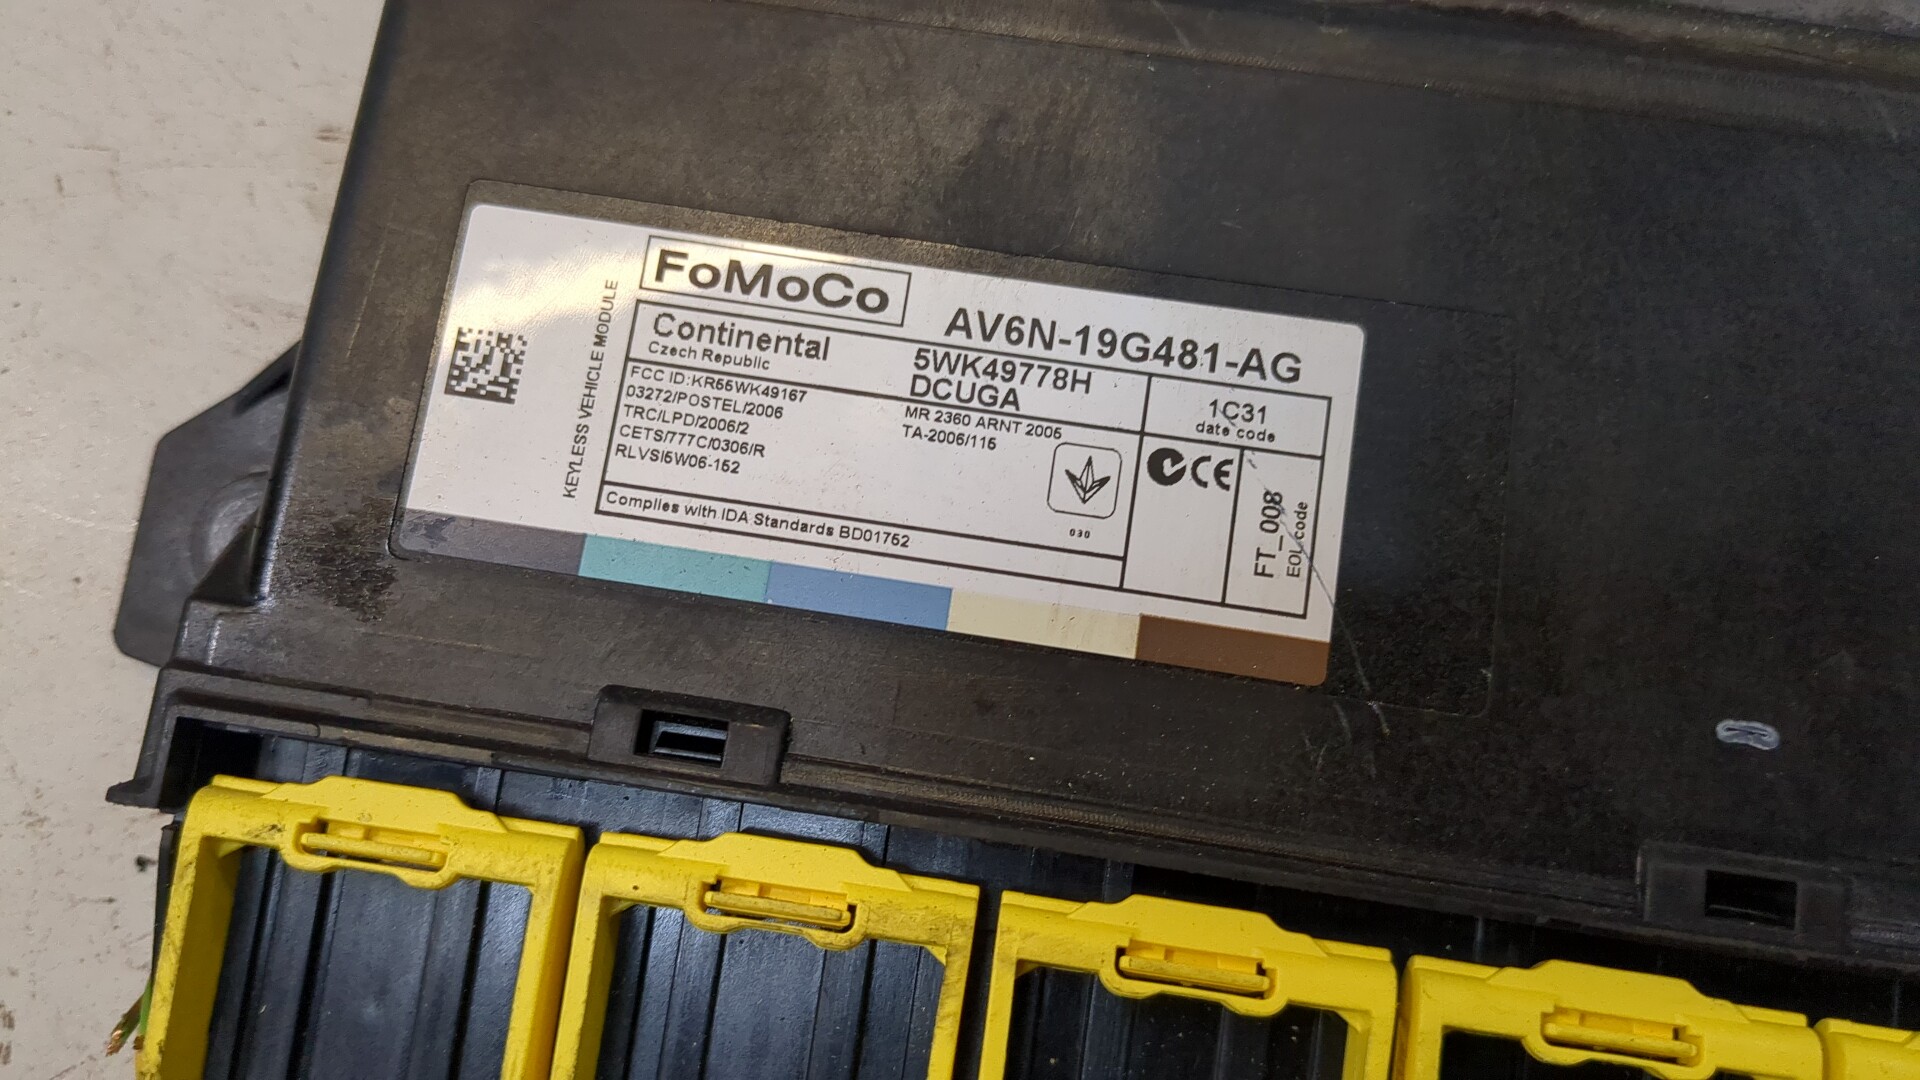 FoMoCo
AV6N-19G481-AG
KEYLESS VEHICLE MODULE
Continental
Czech Republic
5WK49778H
DCUGA
1C31
date code
FCC ID:KR55WK49167
03272/POSTEL/2006
TRC/LPD/2006/2
CETS/777C/0306/R
RLVSI5W06-152
MR 2360 ARNT 2005
TA-2006/115
030
CE
FT_008
EOL code
Complies with IDA Standards BD01752